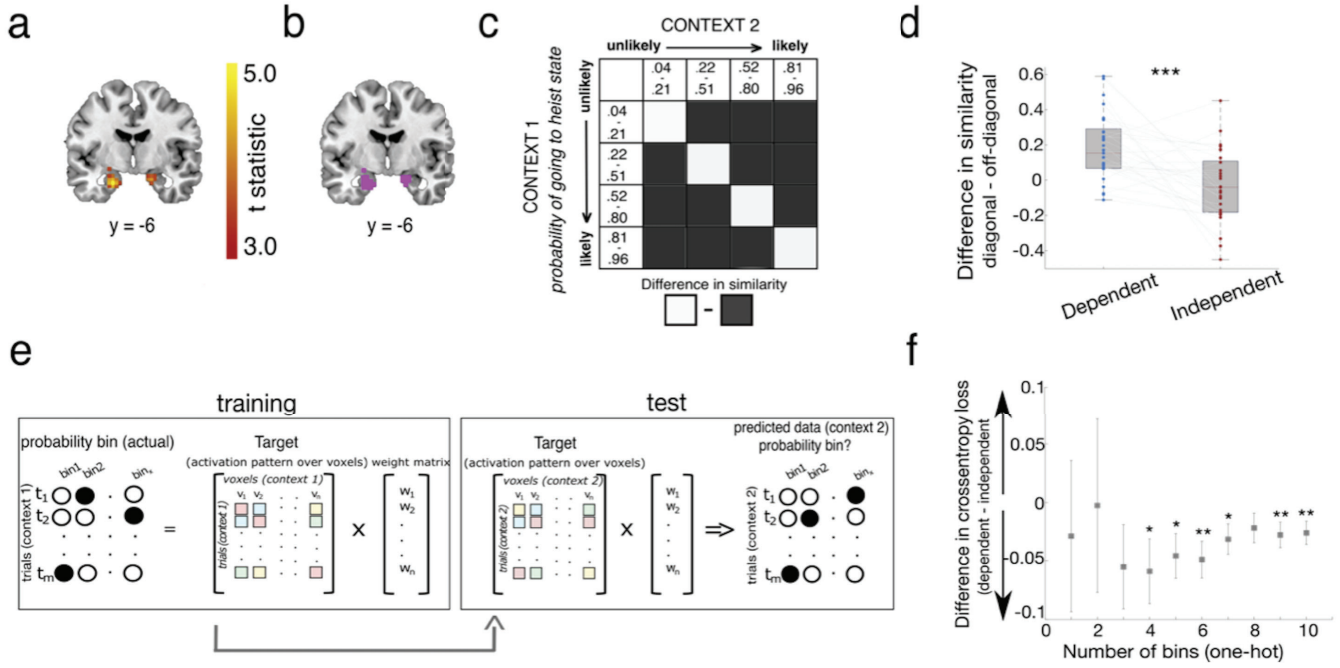 a
5.0
t statistic
3.0
y = -6
b
y = -6
c
CONTEXT 2
unlikely
likely
CONTEXT 1
probability of going to heist state
unlikely
likely
.04 - .21
.22 - .51
.52 - .80
.81 - .96
.04 - .21
.22 - .51
.52 - .80
.81 - .96
Difference in similarity
-
d
***
Difference in similarity
diagonal - off-diagonal
0.6
0.4
0.2
0
-0.2
-0.4
Dependent
Independent
e
training
probability bin (actual)
bin1 bin2 . binₓ
trials (context 1)
t₁
t₂
tₘ
=
Target
(activation pattern over voxels)
voxels (context 1)
v₁ v₂ . . vₙ
trials (context 1)
X
weight matrix
w₁
w₂
.
.
wₙ
test
Target
(activation pattern over voxels)
voxels (context 2)
v₁ v₂ . . vₙ
trials (context 2)
X
w₁
w₂
.
.
wₙ
⇒
predicted data (context 2)
probability bin?
bin1 bin2 . binₓ
trials (context 2)
t₁
t₂
tₘ
f
Difference in crossentropy loss
(dependent - independent
0.1
0.05
0
-0.05
-0.1
* * ** * ** **
0 2 4 6 8 10
Number of bins (one-hot)